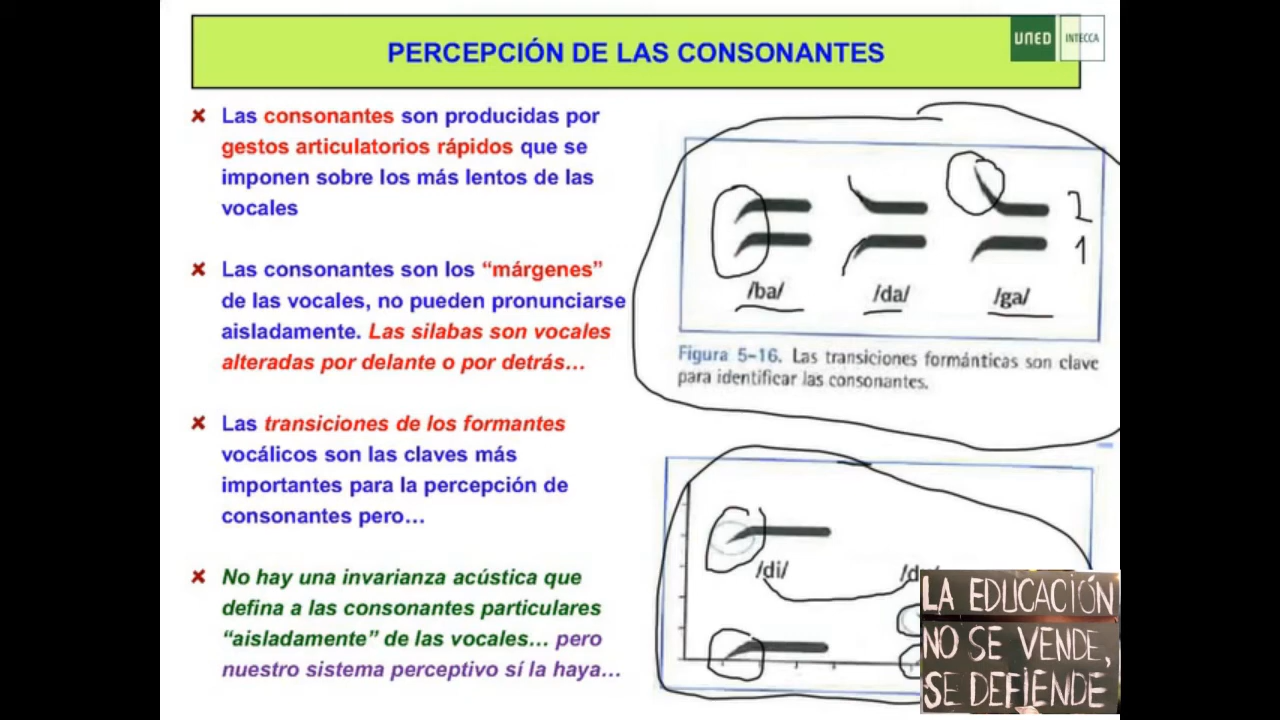 PERCEPCIÓN DE LAS CONSONANTES
UNED
INTECCA
Las consonantes son producidas por
gestos articulatorios rápidos que se
imponen sobre los más lentos de las
vocales
Las consonantes son los “márgenes”
de las vocales, no pueden pronunciarse
aisladamente. Las silabas son vocales
alteradas por delante o por detrás…
Las transiciones de los formantes
vocálicos son las claves más
importantes para la percepción de
consonantes pero…
No hay una invarianza acústica que
defina a las consonantes particulares
“aisladamente” de las vocales… pero
nuestro sistema perceptivo sí la haya…
2
1
/ba/ /da/ /ga/
Figura 5-16. Las transiciones formánticas son clave
para identificar las consonantes.
/di/
LA EDUCACIÓN
NO SE VENDE,
SE DEFIENDE